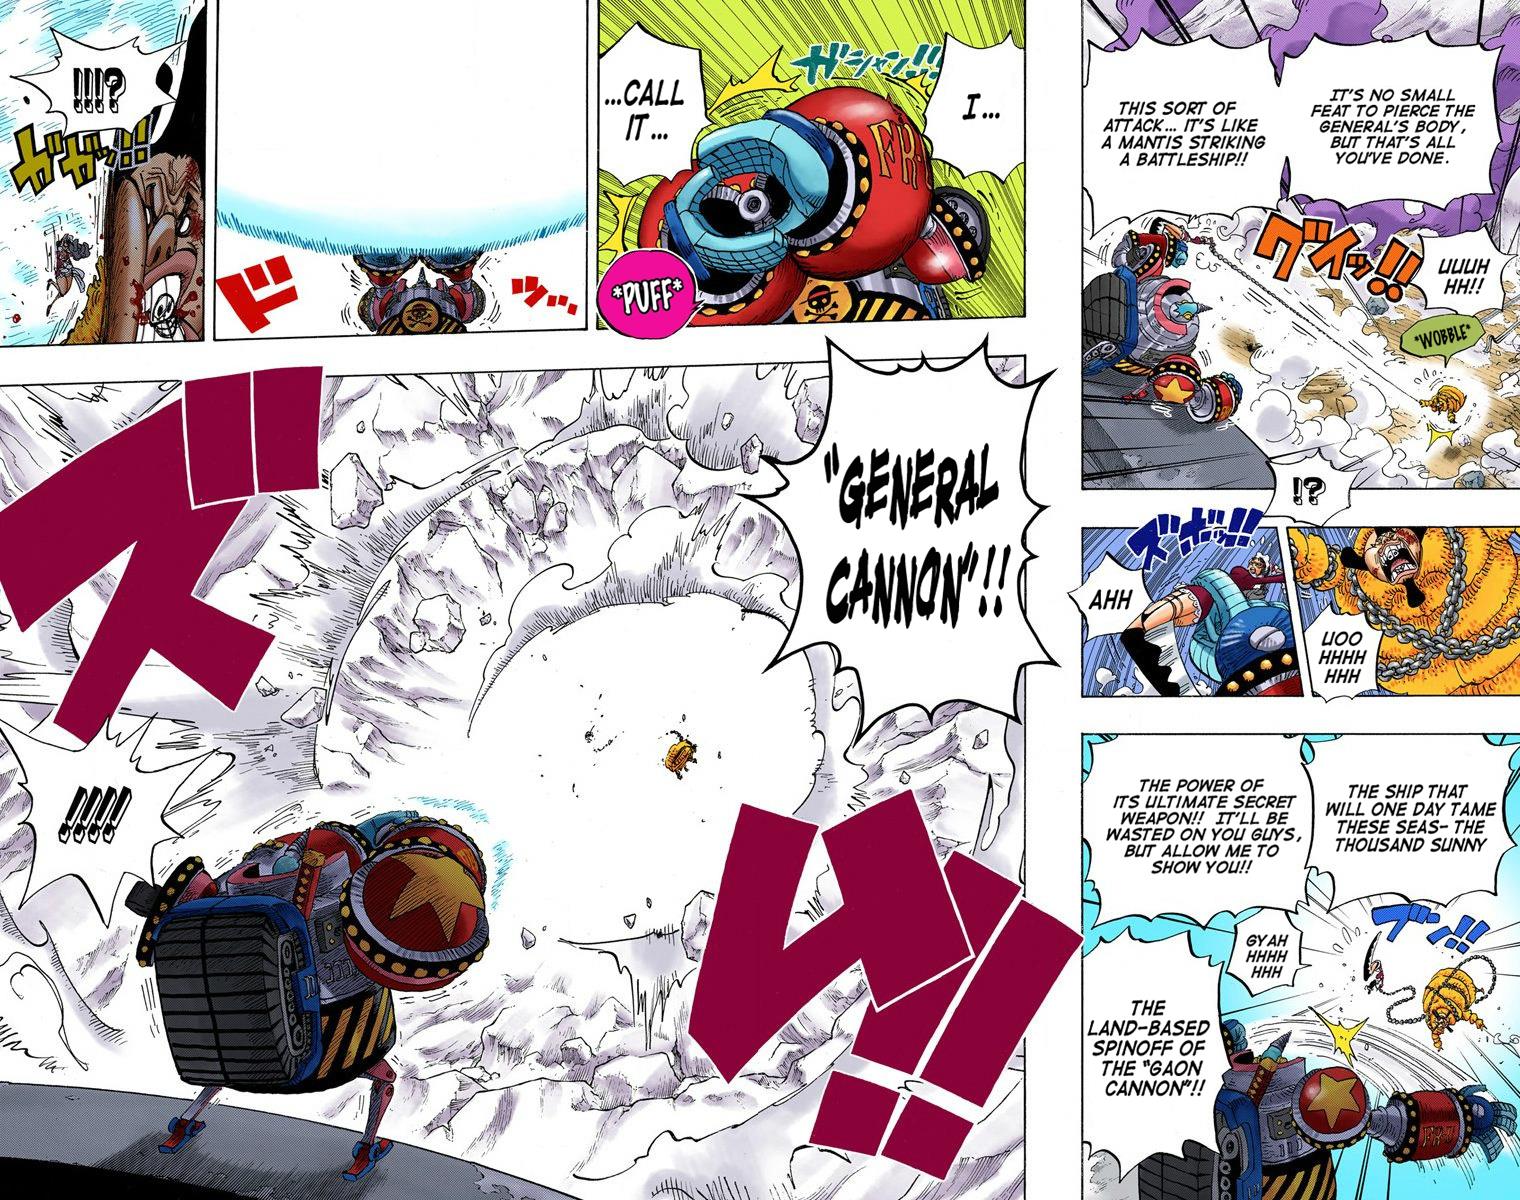 IT'S NO SMALL
FEAT TO PIERCE THE
GENERAL'S BODY,
BUT THAT'S ALL
YOU'VE DONE.
THIS SORT OF
ATTACK... IT'S LIKE
A MANTIS STRIKING
A BATTLESHIP!!
グイッ!!
UUUH
HH!!
*WOBBLE*
!?
UOO
HHHH
HHH
ズボッ!!
AHH
THE SHIP THAT
WILL ONE DAY TAME
THESE SEAS- THE
THOUSAND SUNNY
THE POWER OF
ITS ULTIMATE SECRET
WEAPON!! IT'LL BE
WASTED ON YOU GUYS,
BUT ALLOW ME TO
SHOW YOU!!
ブン!!
GYAH
HHHH
HHH
THE
LAND-BASED
SPINOFF OF
THE "GAON
CANNON"!!
FR-U
I...
ガシャン!!
...CALL
IT...
FR-U
*PUFF*
ドッ...
!!!?
ガガッ!!
"GENERAL
CANNON"!!
ズン!!
!!!!